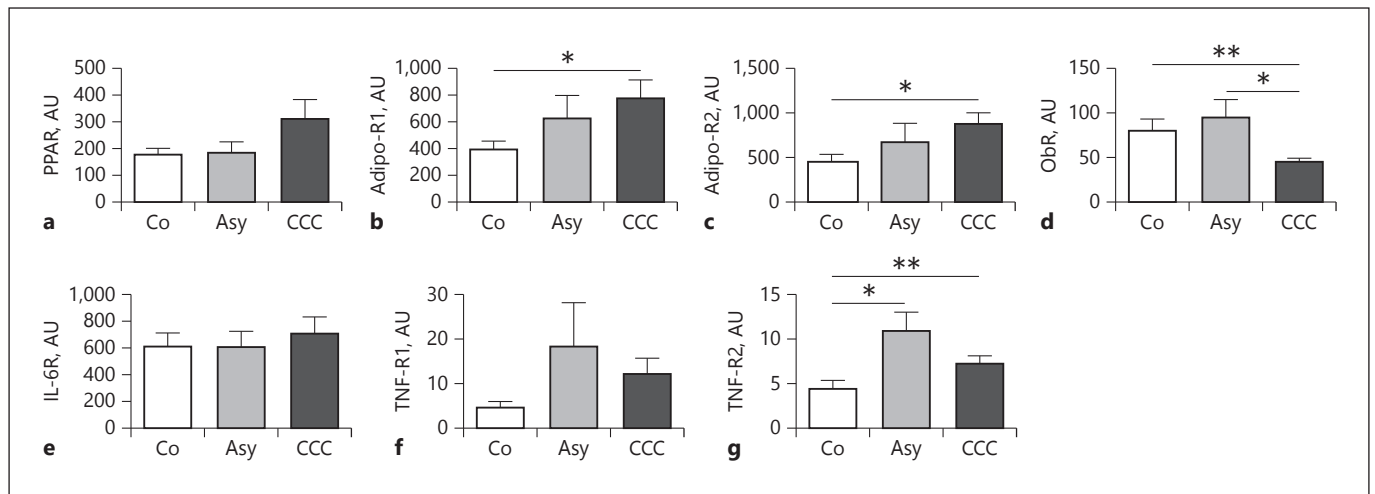 500
400
300
200
100
0
PPAR, AU
Co Asy CCC
a
1,000
800
600
400
200
0
Adipo-R1, AU
*
Co Asy CCC
b
1,500
1,000
500
0
Adipo-R2, AU
*
Co Asy CCC
c
150
100
50
0
ObR, AU
**
*
Co Asy CCC
d
1,000
800
600
400
200
0
IL-6R, AU
Co Asy CCC
e
30
20
10
0
TNF-R1, AU
Co Asy CCC
f
15
10
5
0
TNF-R2, AU
**
*
Co Asy CCC
g